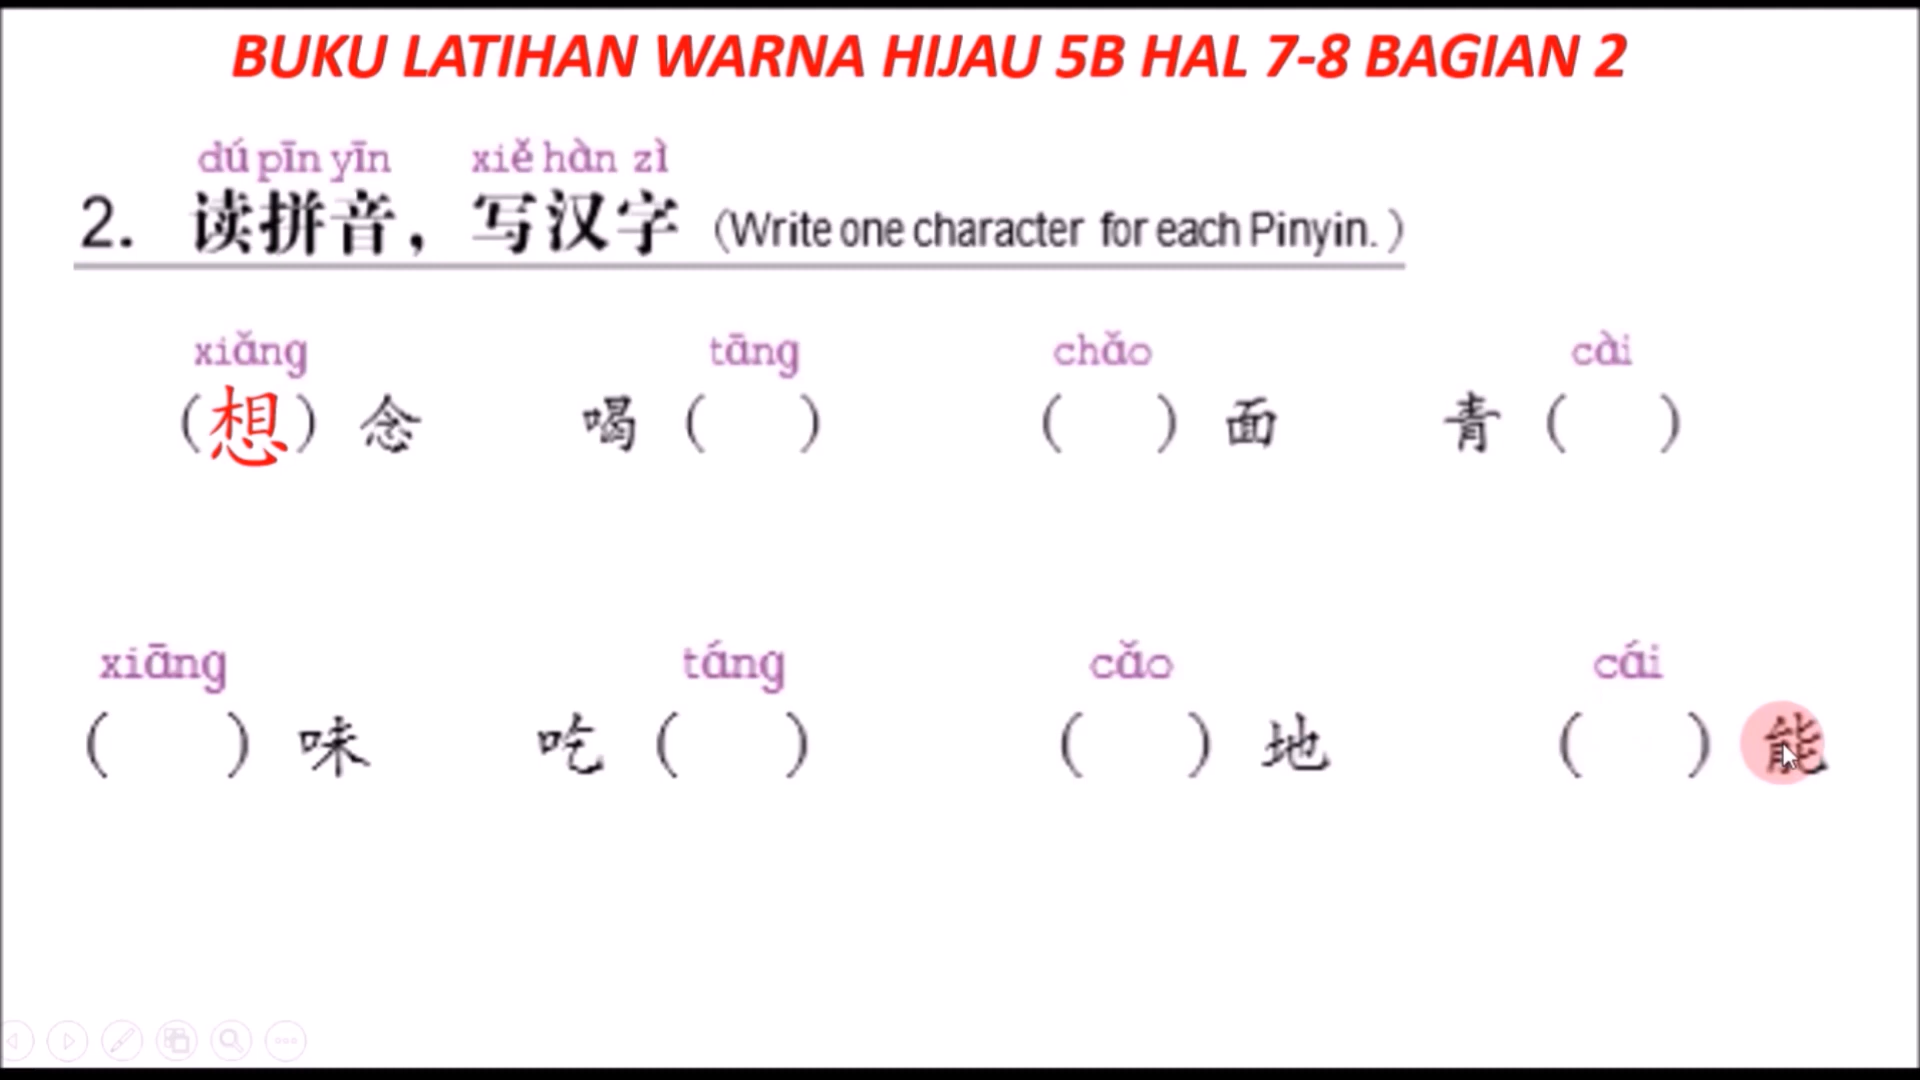 BUKU LATIHAN WARNA HIJAU 5B HAL 7-8 BAGIAN 2
dú pīn yīn xiě hàn zì
2. 读拼音，写汉字 (Write one character for each Pinyin.)
xiǎng tāng chǎo cài
(想) 念 喝 ( ) ( ) 面 青 ( )
xiāng táng cǎo cái
( ) 味 吃 ( ) ( ) 地 ( ) 能